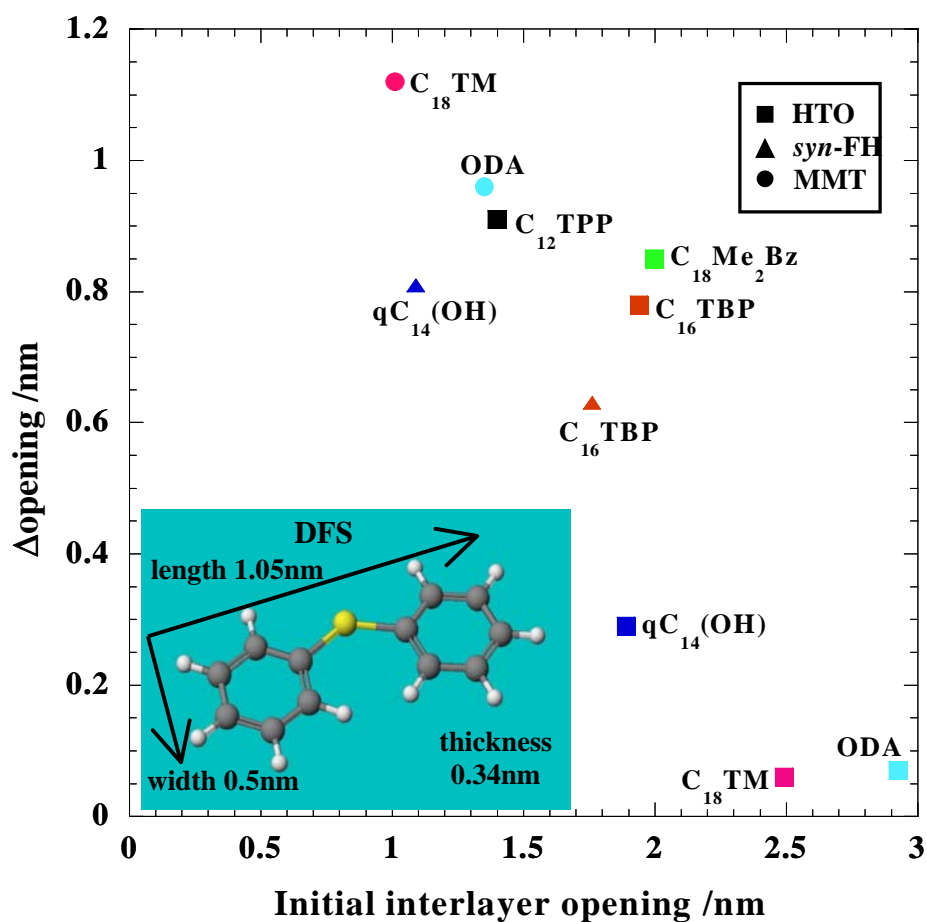 1.2
1
0.8
0.6
0.4
0.2
0
Δopening /nm
C18TM
ODA
C12TPP
C18Me2Bz
C16TBP
qC14(OH)
C16TBP
qC14(OH)
ODA
C18TM
HTO
syn-FH
MMT
DFS
length 1.05nm
width 0.5nm
thickness
0.34nm
0 0.5 1 1.5 2 2.5 3
Initial interlayer opening /nm